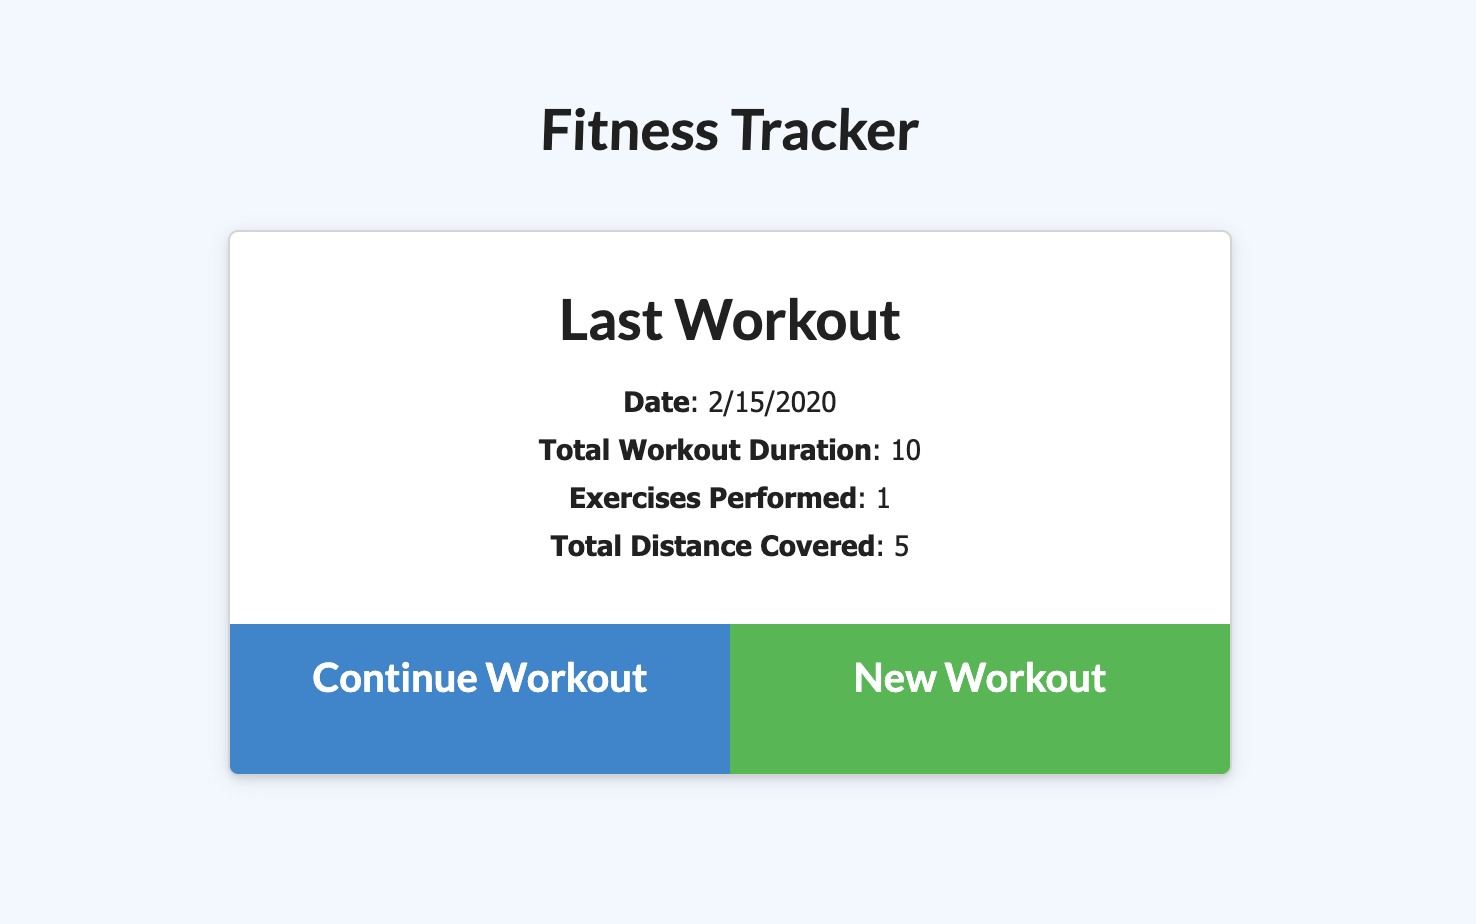 Fitness Tracker
Last Workout
Date: 2/15/2020
Total Workout Duration: 10
Exercises Performed: 1
Total Distance Covered: 5
Continue Workout
New Workout